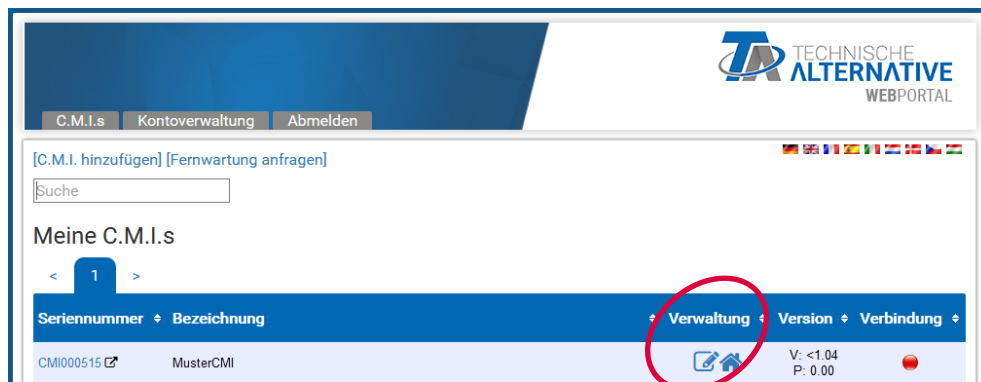 TECHNISCHE
ALTERNATIVE
WEBPORTAL
C.M.I.s Kontoverwaltung Abmelden
[C.M.I. hinzufügen] [Fernwartung anfragen]
Suche
Meine C.M.I.s
< 1 >
Seriennummer Bezeichnung Verwaltung Version Verbindung
CMI000515 MusterCMI V: <1.04
P: 0.00